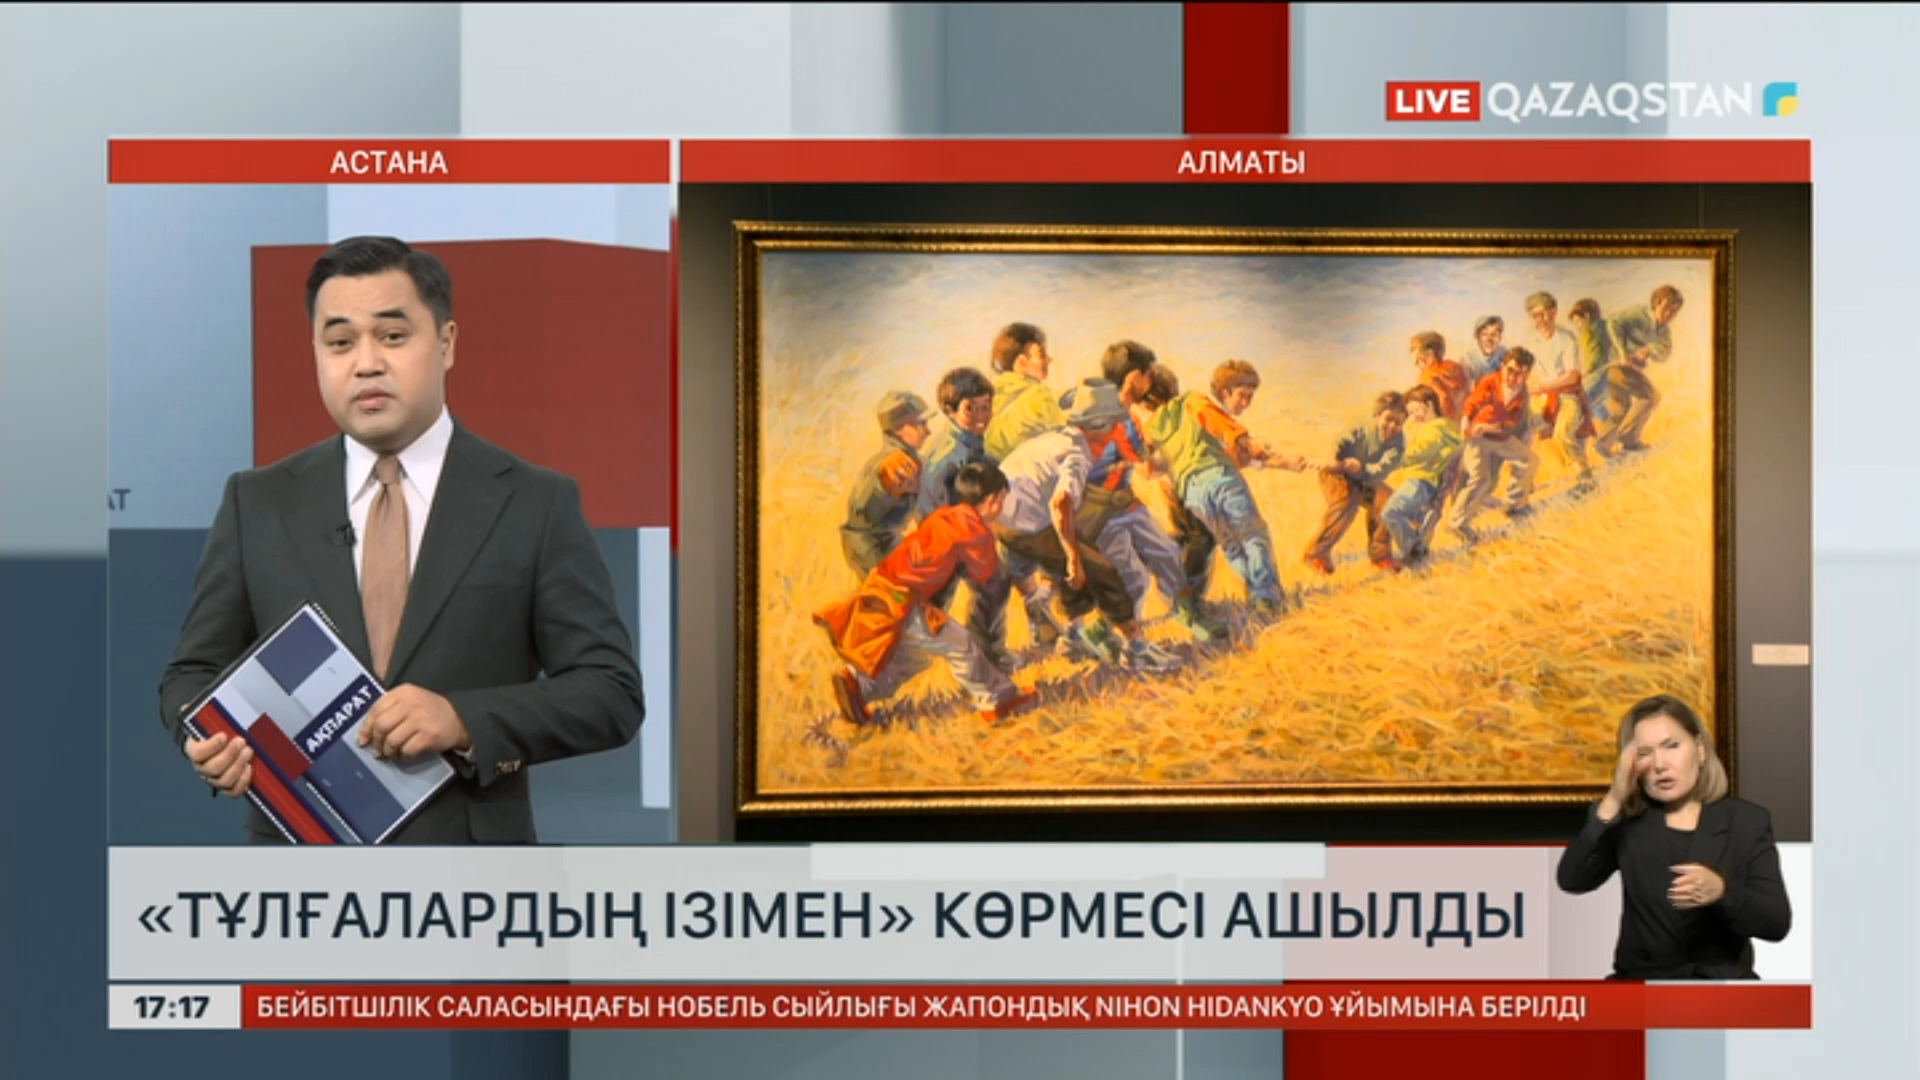 LIVE QAZAQSTAN
АСТАНА
АЛМАТЫ
АТ
АҚПАРАТ
«ТҰЛҒАЛАРДЫҢ ІЗІМЕН» КӨРМЕСІ АШЫЛДЫ
17:17 БЕЙБІТШІЛІК САЛАСЫНДАҒЫ НОБЕЛЬ СЫЙЛЫҒЫ ЖАПОНДЫҚ NIHON HIDANKYO ҰЙЫМЫНА БЕРІЛДІ